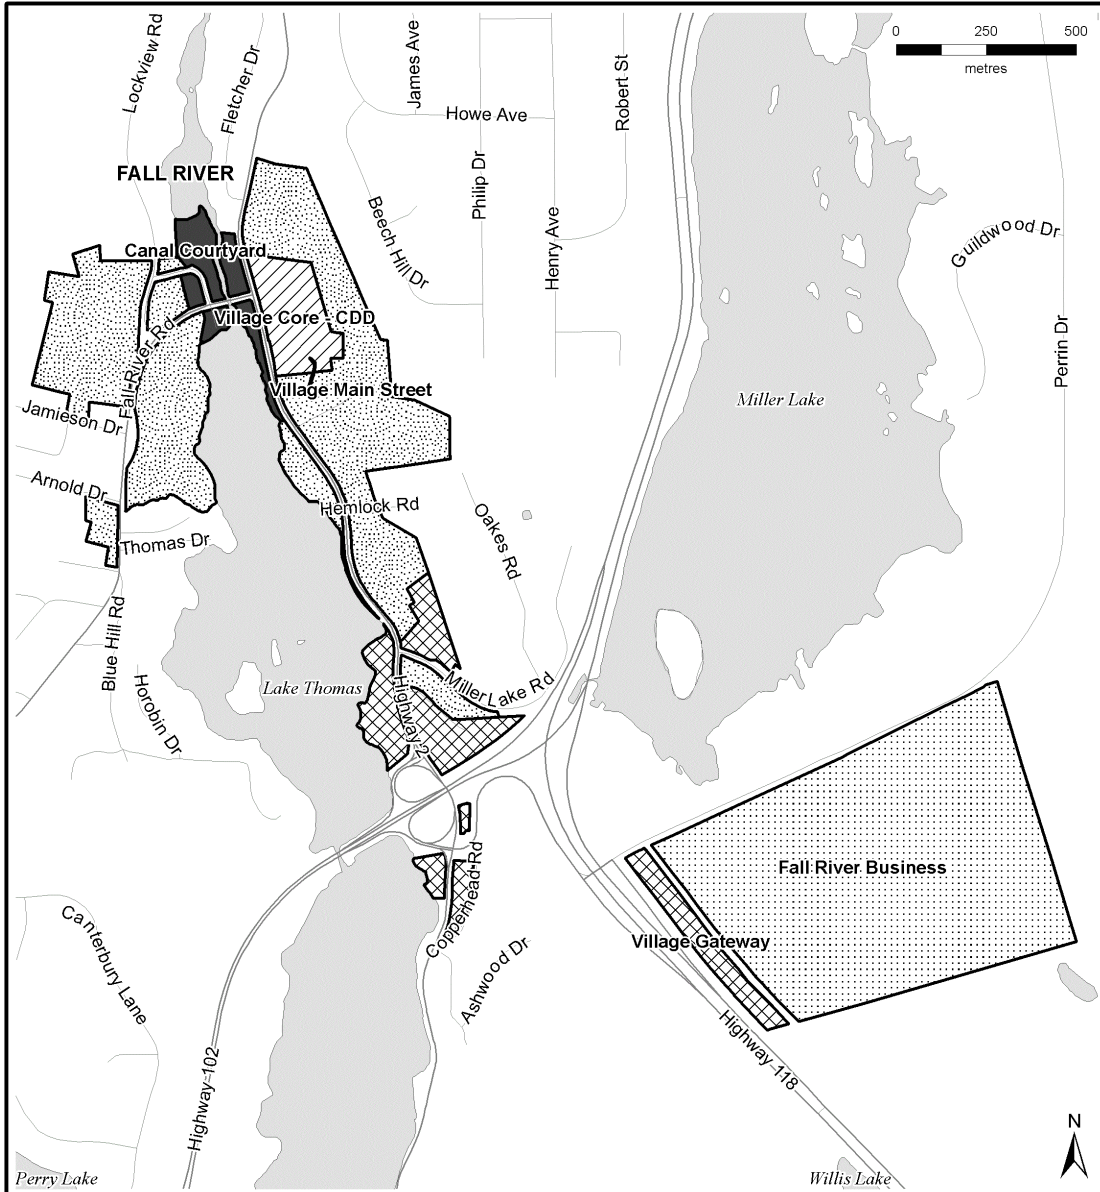 0 250 500
metres
Lockview Rd
Fletcher Dr
James Ave
Howe Ave
Robert St
Philip Dr
Henry Ave
Beech Hill Dr
FALL RIVER
Canal Courtyard
Village Core - CDD
Village Main Street
Fall River Rd
Jamieson Dr
Arnold Dr
Thomas Dr
Hemlock Rd
Oakes Rd
Guildwood Dr
Perrin Dr
Miller Lake
Blue Hill Rd
Horobin Dr
Lake Thomas
Highway 2
Miller Lake Rd
Fall River Business
Village Gateway
Copperhead Rd
Ashwood Dr
Canterbury Lane
Highway 102
Highway 118
N
Perry Lake
Willis Lake